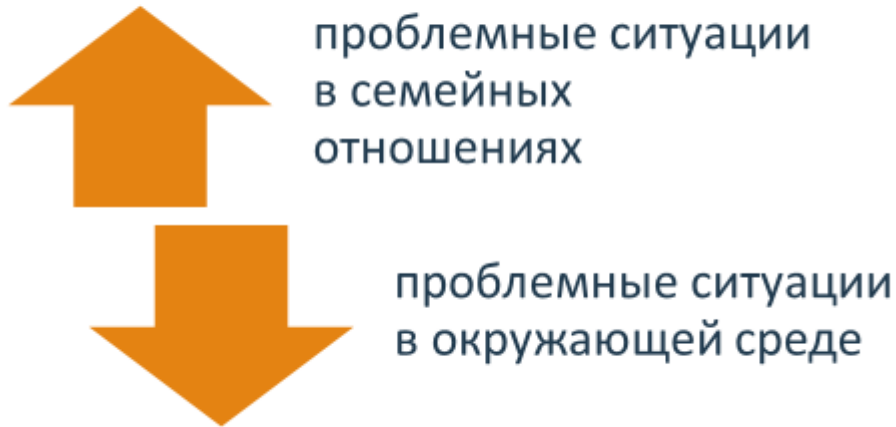 проблемные ситуации
в семейных
отношениях
проблемные ситуации
в окружающей среде